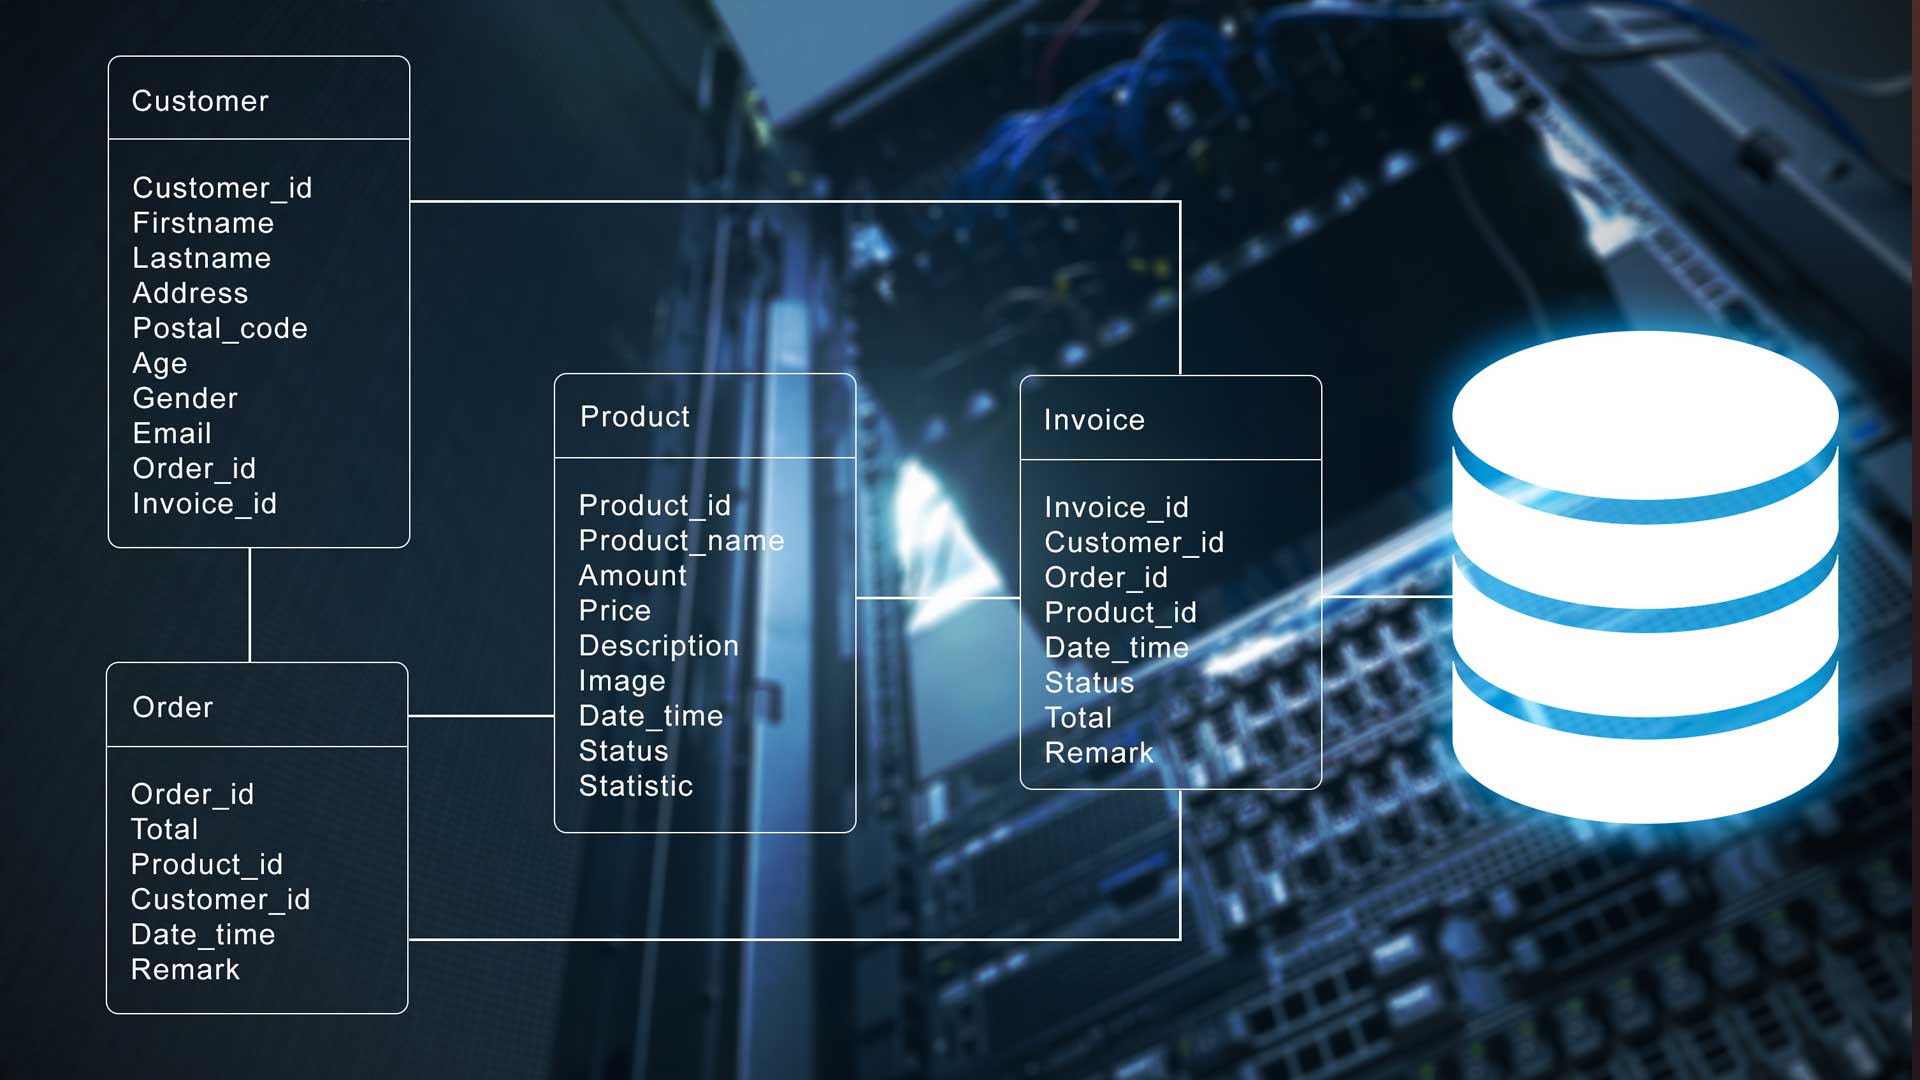 Customer
Customer_id
Firstname
Lastname
Address
Postal_code
Age
Gender
Email
Order_id
Invoice_id
Order
Order_id
Total
Product_id
Customer_id
Date_time
Remark
Product
Product_id
Product_name
Amount
Price
Description
Image
Date_time
Status
Statistic
Invoice
Invoice_id
Customer_id
Order_id
Product_id
Date_time
Status
Total
Remark